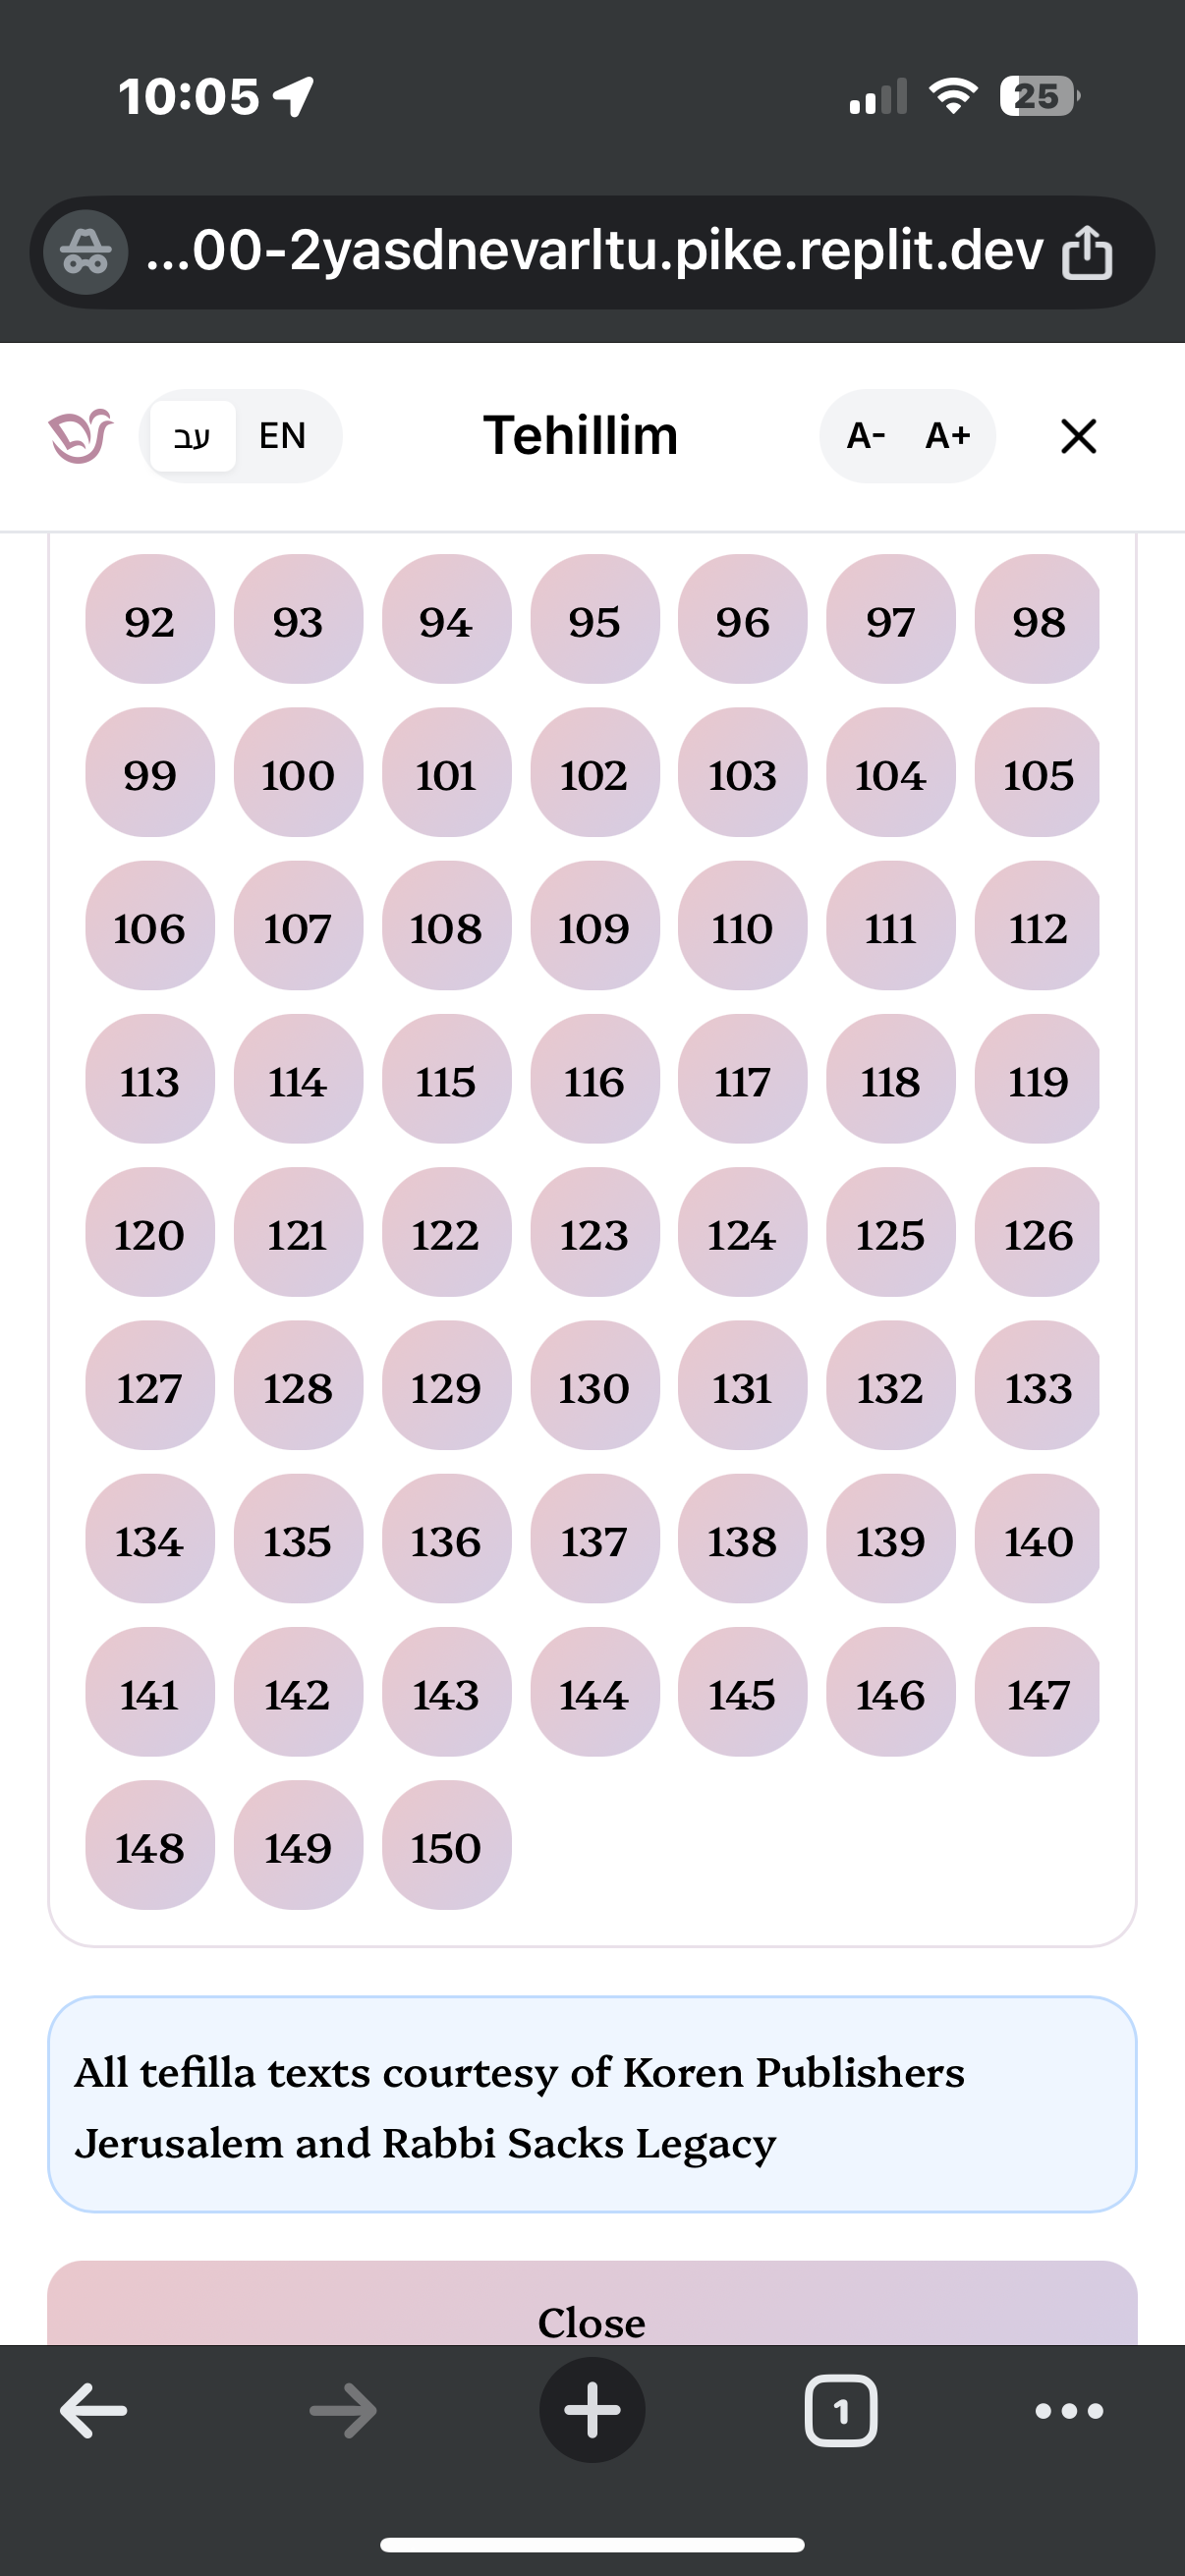 10:05 25
...00-2yasdnevarltu.pike.replit.dev
עב EN Tehillim A- A+
92 93 94 95 96 97 98
99 100 101 102 103 104 105
106 107 108 109 110 111 112
113 114 115 116 117 118 119
120 121 122 123 124 125 126
127 128 129 130 131 132 133
134 135 136 137 138 139 140
141 142 143 144 145 146 147
148 149 150
All tefilla texts courtesy of Koren Publishers
Jerusalem and Rabbi Sacks Legacy
Close
1